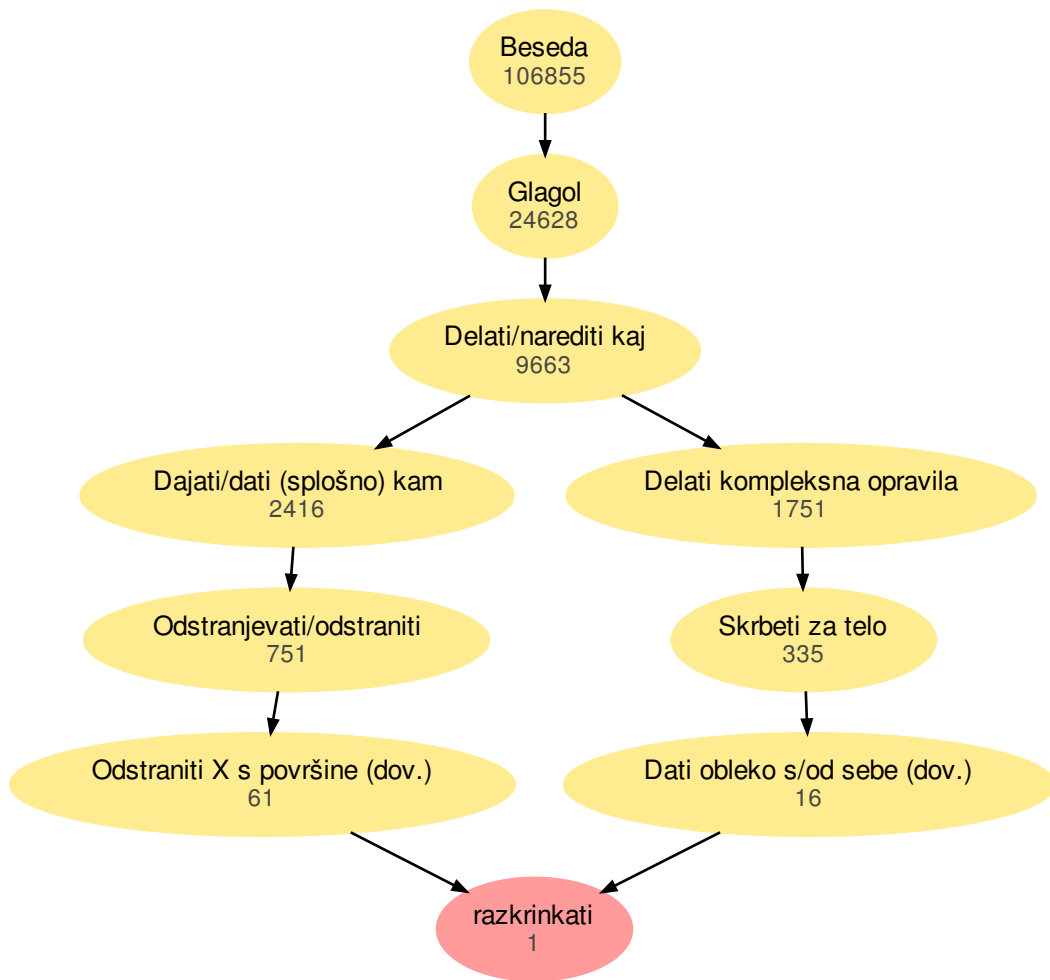 Beseda
106855
Glagol
24628
Delati/narediti kaj
9663
Dajati/dati (splošno) kam
2416
Delati kompleksna opravila
1751
Odstranjevati/odstraniti
751
Skrbeti za telo
335
Odstraniti X s površine (dov.)
61
Dati obleko s/od sebe (dov.)
16
razkrinkati
1